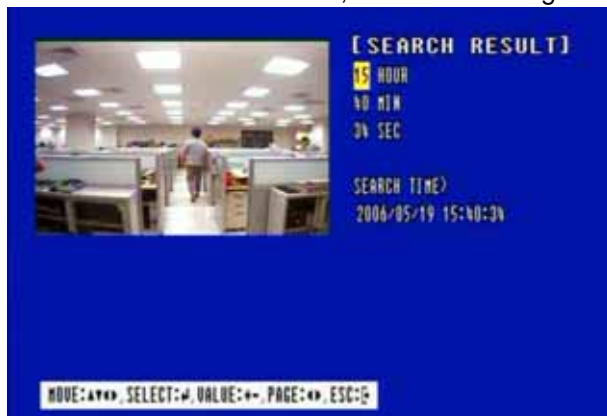 [SEARCH RESULT]
15 HOUR
40 MIN
34 SEC
SEARCH TIME>
2006/05/19 15:40:34
MOVE:▲▼◀▶,SELECT:↵,VALUE:+-,PAGE:◀▶,ESC: